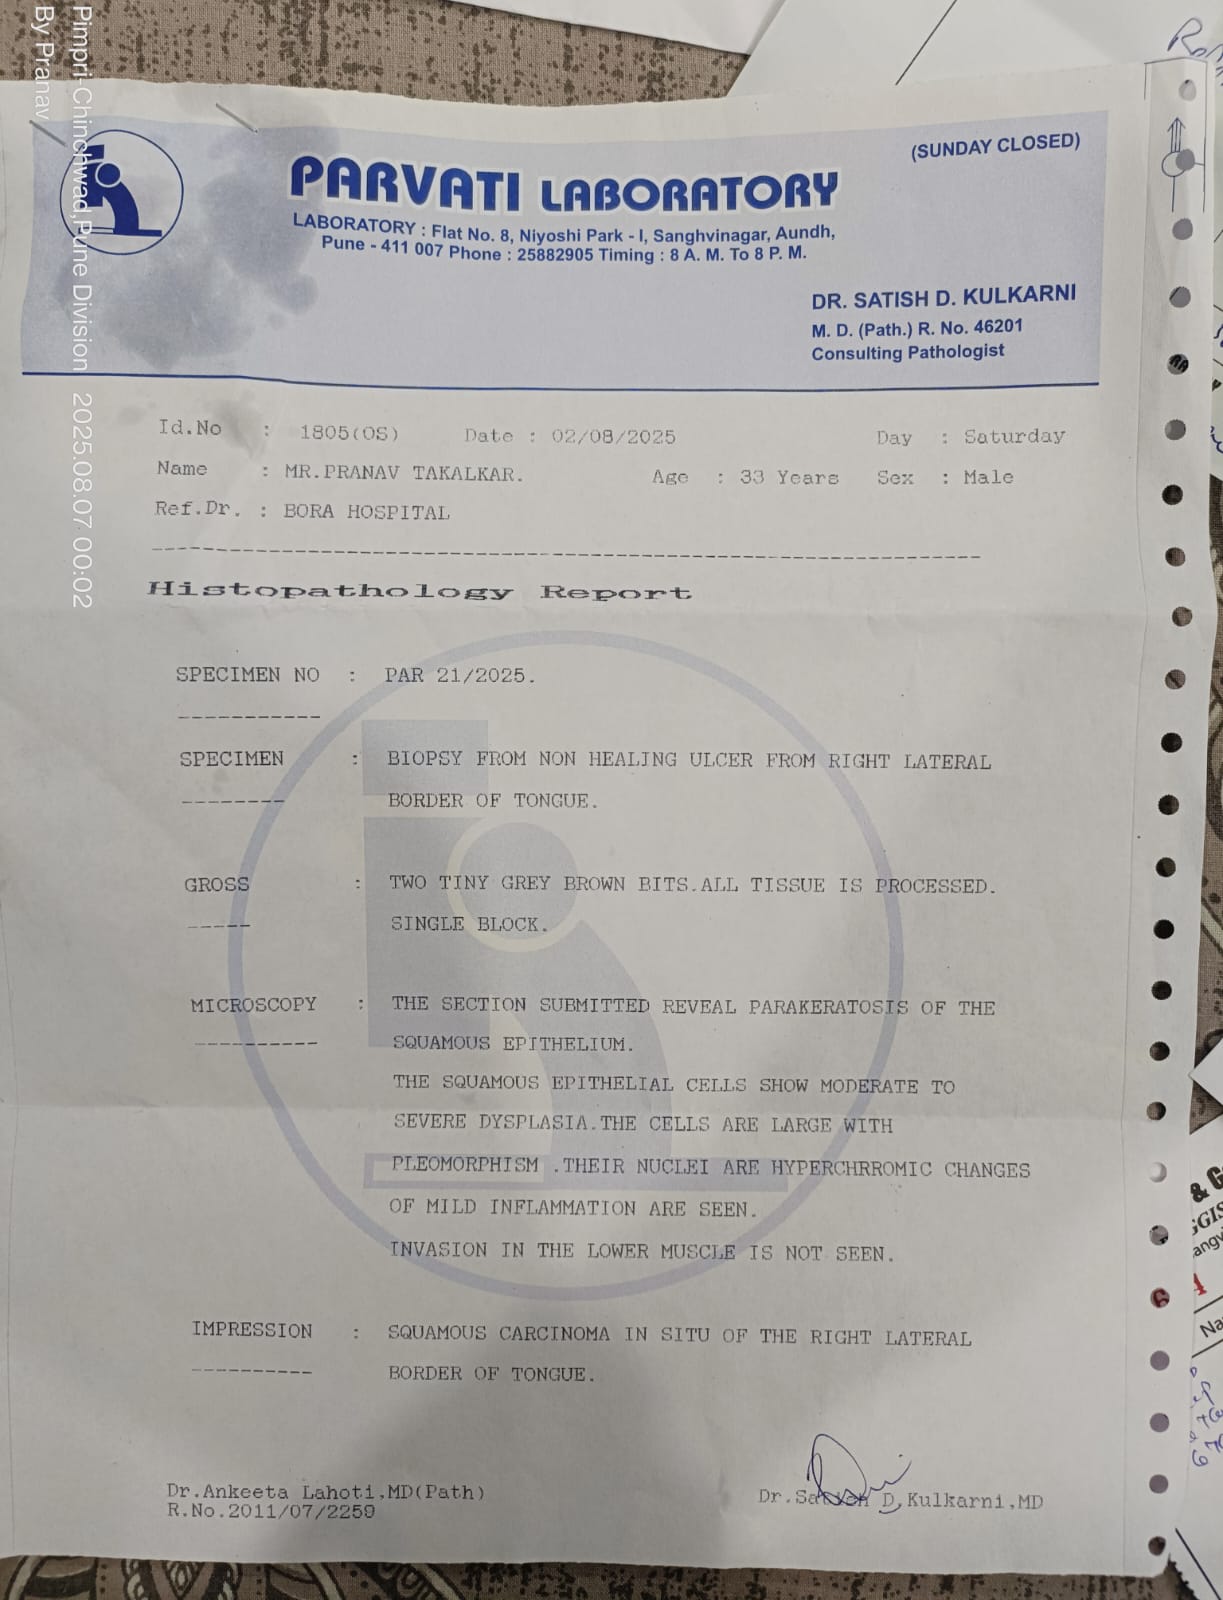 Pimpri-Chinchwad,Pune Division 2025.08.07 00:02
By Pranav
(SUNDAY CLOSED)
PARVATI LABORATORY
LABORATORY : Flat No. 8, Niyoshi Park - I, Sanghvinagar, Aundh,
Pune - 411 007 Phone : 25882905 Timing : 8 A. M. To 8 P. M.
DR. SATISH D. KULKARNI
M. D. (Path.) R. No. 46201
Consulting Pathologist
Id.No : 1805(OS) Date : 02/08/2025 Day : Saturday
Name : MR.PRANAV TAKALKAR. Age : 33 Years Sex : Male
Ref.Dr. : BORA HOSPITAL
Histopathology Report
SPECIMEN NO : PAR 21/2025.
SPECIMEN : BIOPSY FROM NON HEALING ULCER FROM RIGHT LATERAL
BORDER OF TONGUE.
GROSS : TWO TINY GREY BROWN BITS.ALL TISSUE IS PROCESSED.
SINGLE BLOCK.
MICROSCOPY : THE SECTION SUBMITTED REVEAL PARAKERATOSIS OF THE
SQUAMOUS EPITHELIUM.
THE SQUAMOUS EPITHELIAL CELLS SHOW MODERATE TO
SEVERE DYSPLASIA.THE CELLS ARE LARGE WITH
PLEOMORPHISM .THEIR NUCLEI ARE HYPERCHRROMIC CHANGES
OF MILD INFLAMMATION ARE SEEN.
INVASION IN THE LOWER MUSCLE IS NOT SEEN.
IMPRESSION : SQUAMOUS CARCINOMA IN SITU OF THE RIGHT LATERAL
BORDER OF TONGUE.
Dr.Ankeeta Lahoti,MD(Path)
R.No.2011/07/2259
Dr.Satish D.Kulkarni,MD